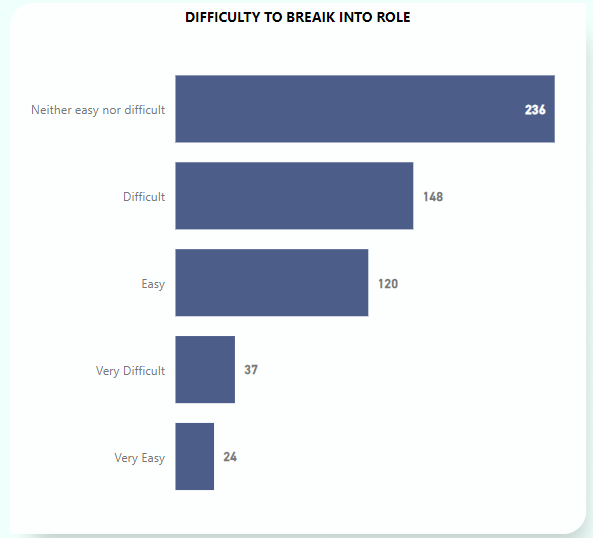 DIFFICULTY TO BREAIK INTO ROLE
Neither easy nor difficult 236
Difficult 148
Easy 120
Very Difficult 37
Very Easy 24